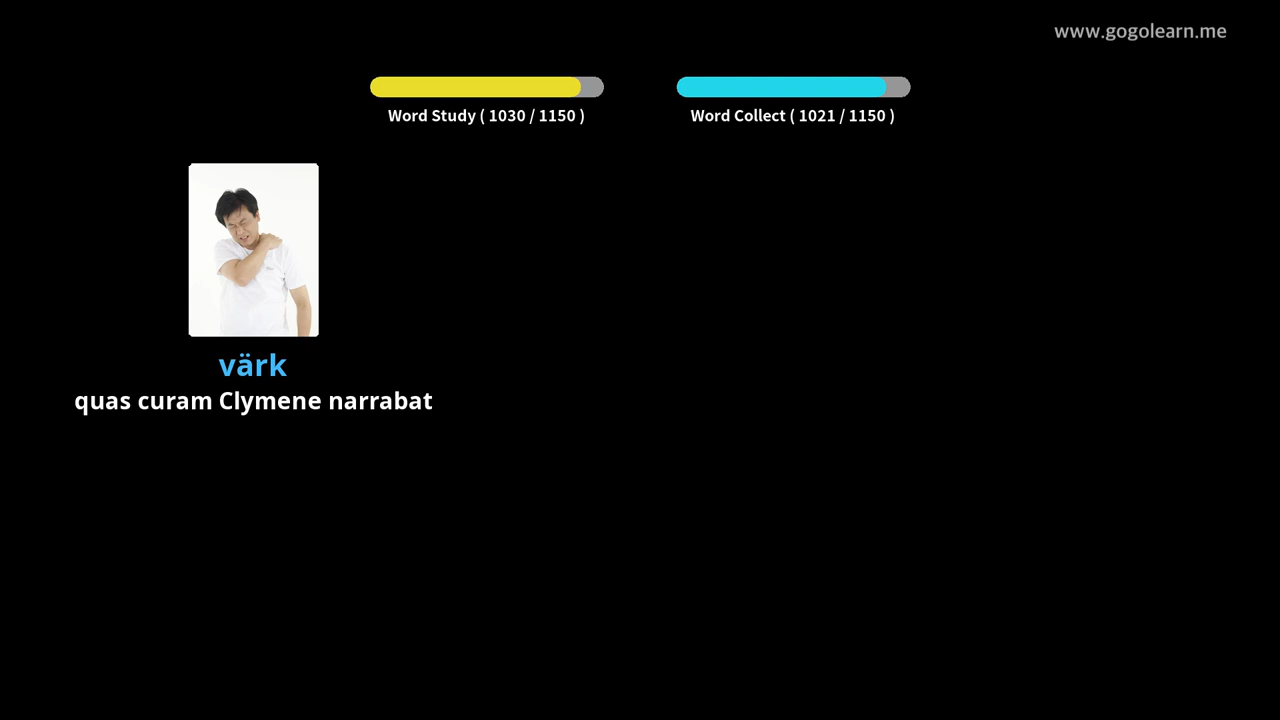 www.gogolearn.me
Word Study ( 1030 / 1150 )
Word Collect ( 1021 / 1150 )
värk
quas curam Clymene narrabat